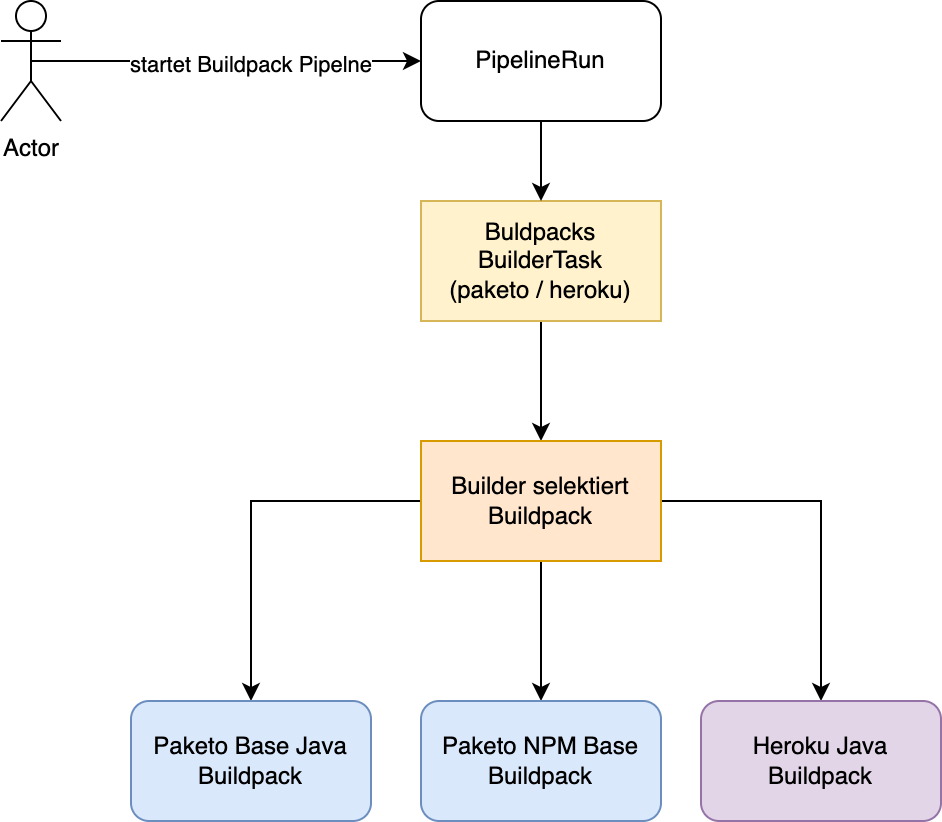 startet Buildpack Pipelne
PipelineRun
Actor
Buldpacks
BuilderTask
(paketo / heroku)
Builder selektiert
Buildpack
Paketo Base Java
Buildpack
Paketo NPM Base
Buildpack
Heroku Java
Buildpack